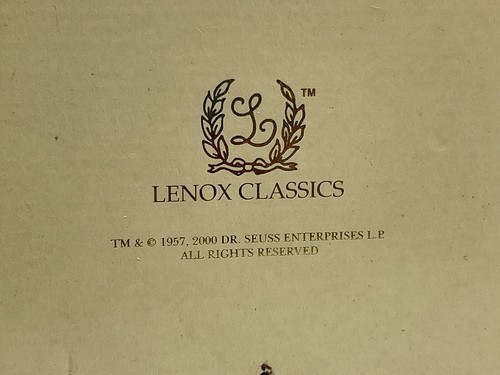 L TM
LENOX CLASSICS
TM & © 1957, 2000 DR. SEUSS ENTERPRISES L.P.
ALL RIGHTS RESERVED